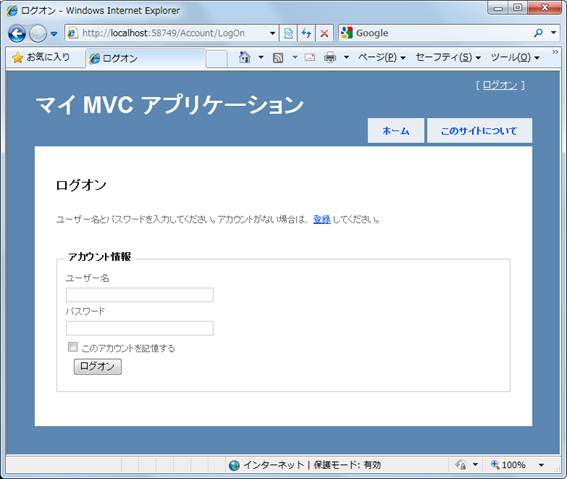 ログオン - Windows Internet Explorer
http://localhost:58749/Account/LogOn
Google
お気に入り ログオン ページ(P) セーフティ(S) ツール(O)
[ ログオン ]
マイ MVC アプリケーション
ホーム このサイトについて
ログオン
ユーザー名とパスワードを入力してください。アカウントがない場合は、 登録 してください。
アカウント情報
ユーザー名
パスワード
このアカウントを記憶する
ログオン
インターネット | 保護モード: 有効 100%